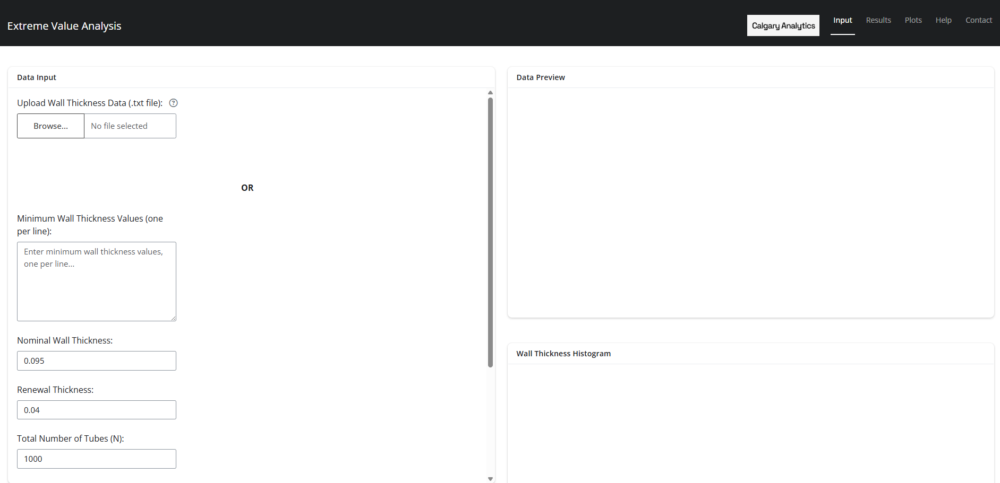 Extreme Value Analysis
Calgary Analytics
Input
Results
Plots
Help
Contact
Data Input
Upload Wall Thickness Data (.txt file):
?
Browse...
No file selected
OR
Minimum Wall Thickness Values (one
per line):
Enter minimum wall thickness values,
one per line...
Nominal Wall Thickness:
0.095
Renewal Thickness:
0.04
Total Number of Tubes (N):
1000
Data Preview
Wall Thickness Histogram